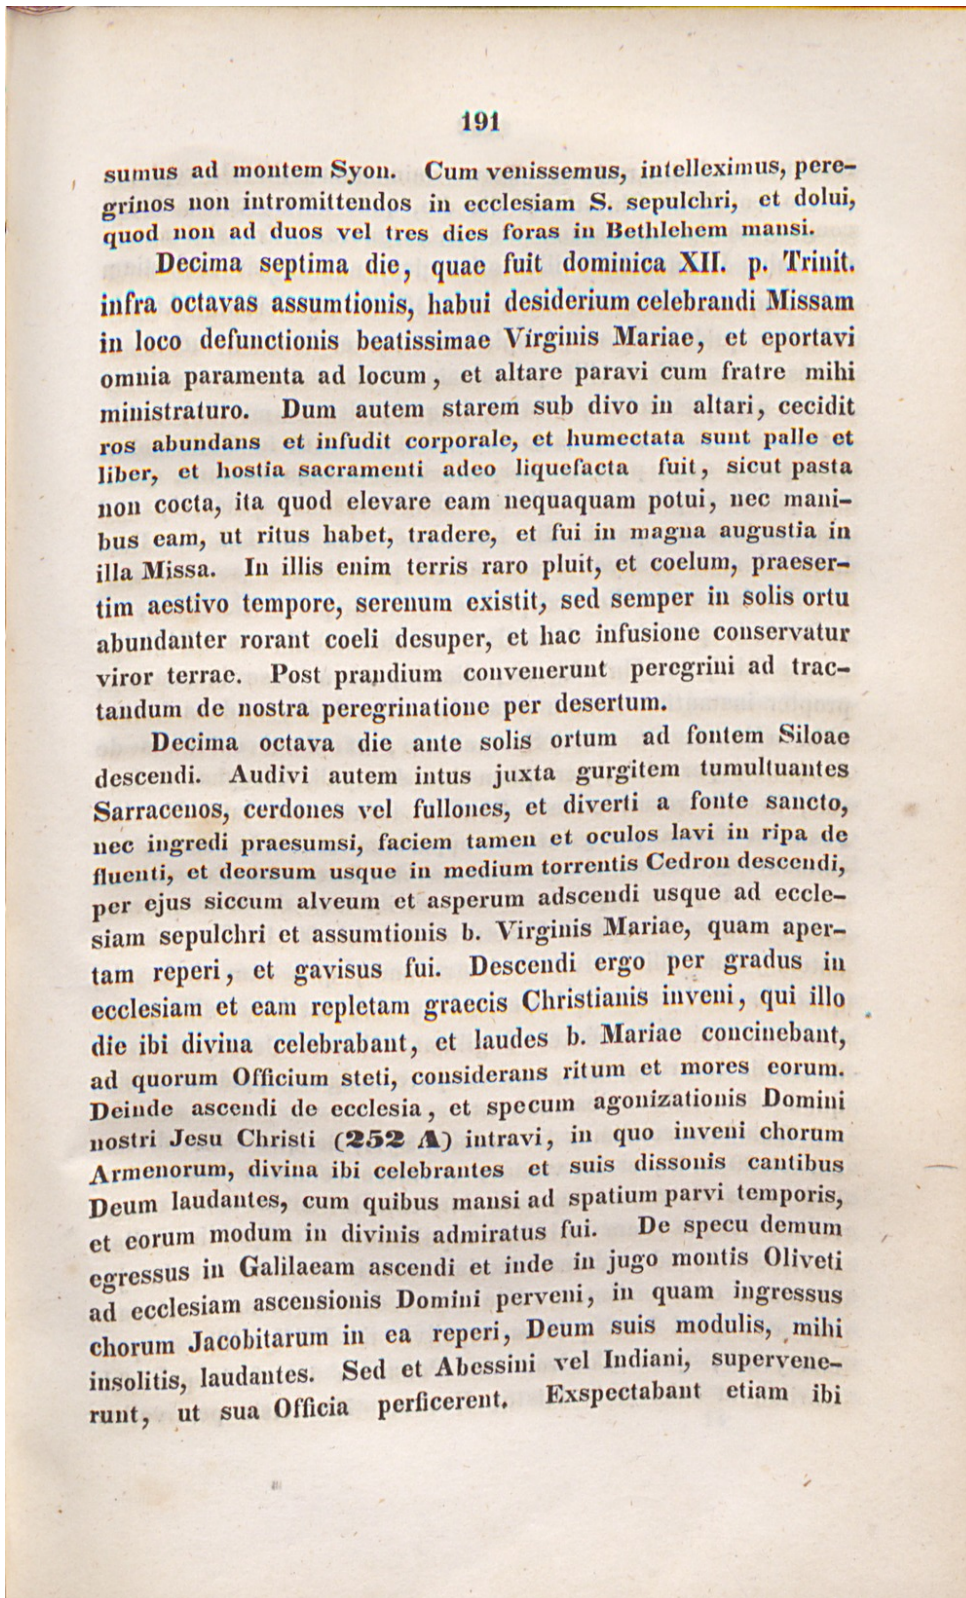 191
sumus ad montem Syon. Cum venissemus, intelleximus, pere-
grinos non intromittendos in ecclesiam S. sepulchri, et dolui,
quod non ad duos vel tres dies foras in Bethlehem mansi.
Decima septima die, quae fuit dominica XII. p. Trinit.
infra octavas assumtionis, habui desiderium celebrandi Missam
in loco defunctionis beatissimae Virginis Mariae, et eportavi
omnia paramenta ad locum, et altare paravi cum fratre mihi
ministraturo. Dum autem starem sub divo in altari, cecidit
ros abundans et infudit corporale, et humectata sunt palle et
liber, et hostia sacramenti adeo liquefacta fuit, sicut pasta
non cocta, ita quod elevare eam nequaquam potui, nec mani-
bus eam, ut ritus habet, tradere, et fui in magna augustia in
illa Missa. In illis enim terris raro pluit, et coelum, praeser-
tim aestivo tempore, serenum existit, sed semper in solis ortu
abundanter rorant coeli desuper, et hac infusione conservatur
viror terrae. Post prandium convenerunt peregrini ad trac-
tandum de nostra peregrinatione per desertum.
Decima octava die ante solis ortum ad fontem Siloae
descendi. Audivi autem intus juxta gurgitem tumultuantes
Sarracenos, cerdones vel fullones, et diverti a fonte sancto,
nec ingredi praesumsi, faciem tamen et oculos lavi in ripa de
fluenti, et deorsum usque in medium torrentis Cedron descendi,
per ejus siccum alveum et asperum adscendi usque ad eccle-
siam sepulchri et assumtionis b. Virginis Mariae, quam aper-
tam reperi, et gavisus fui. Descendi ergo per gradus in
ecclesiam et eam repletam graecis Christianis inveni, qui illo
die ibi divina celebrabant, et laudes b. Mariae concinebant,
ad quorum Officium steti, considerans ritum et mores eorum.
Deinde ascendi de ecclesia, et specum agonizationis Domini
nostri Jesu Christi (252 A) intravi, in quo inveni chorum
Armenorum, divina ibi celebrantes et suis dissonis cantibus
Deum laudantes, cum quibus mansi ad spatium parvi temporis,
et eorum modum in divinis admiratus fui. De specu demum
egressus in Galilaeam ascendi et inde in jugo montis Oliveti
ad ecclesiam ascensionis Domini perveni, in quam ingressus
chorum Jacobitarum in ea reperi, Deum suis modulis, mihi
insolitis, laudantes. Sed et Abessini vel Indiani, supervene-
runt, ut sua Officia perficerent. Exspectabant etiam ibi